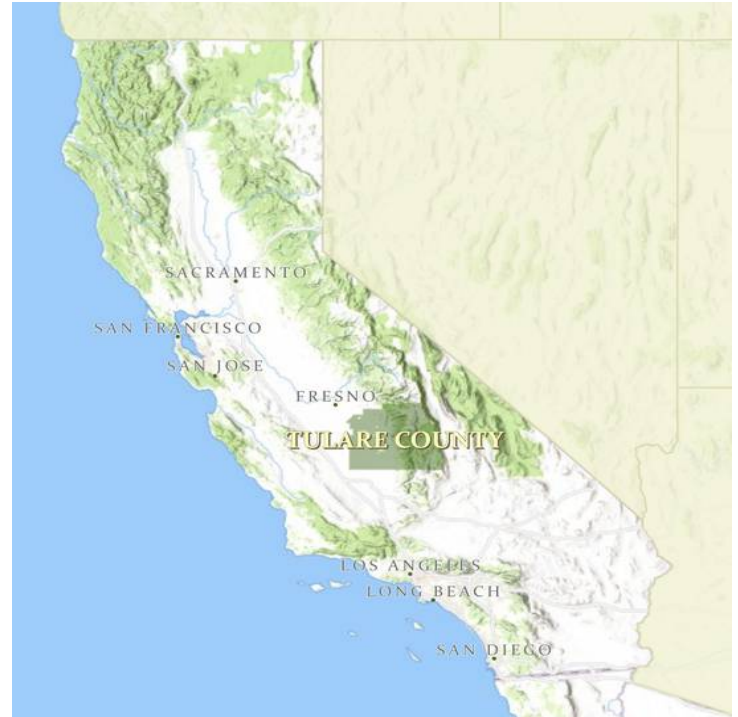 SACRAMENTO
SAN FRANCISCO
SAN JOSE
FRESNO
TULARE COUNTY
LOS ANGELES
LONG BEACH
SAN DIEGO